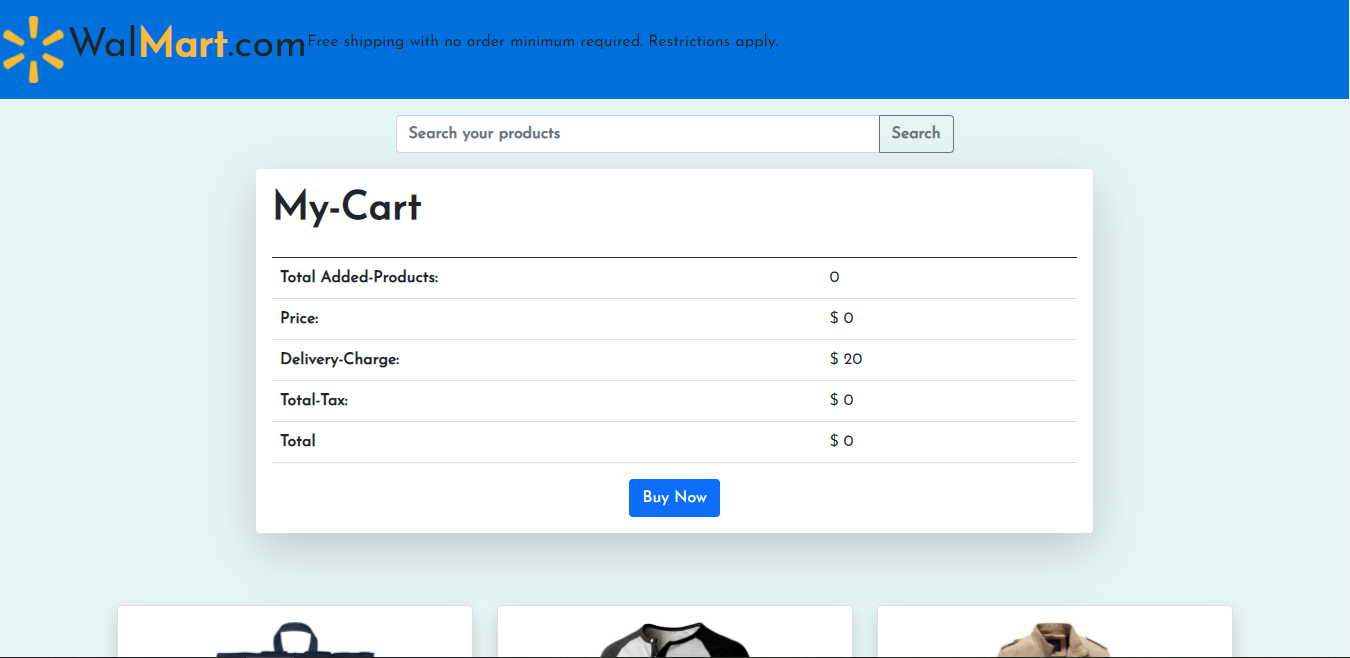 WalMart.com Free shipping with no order minimum required. Restrictions apply.
Search your products Search
My-Cart
Total Added-Products: 0
Price: $ 0
Delivery-Charge: $ 20
Total-Tax: $ 0
Total $ 0
Buy Now